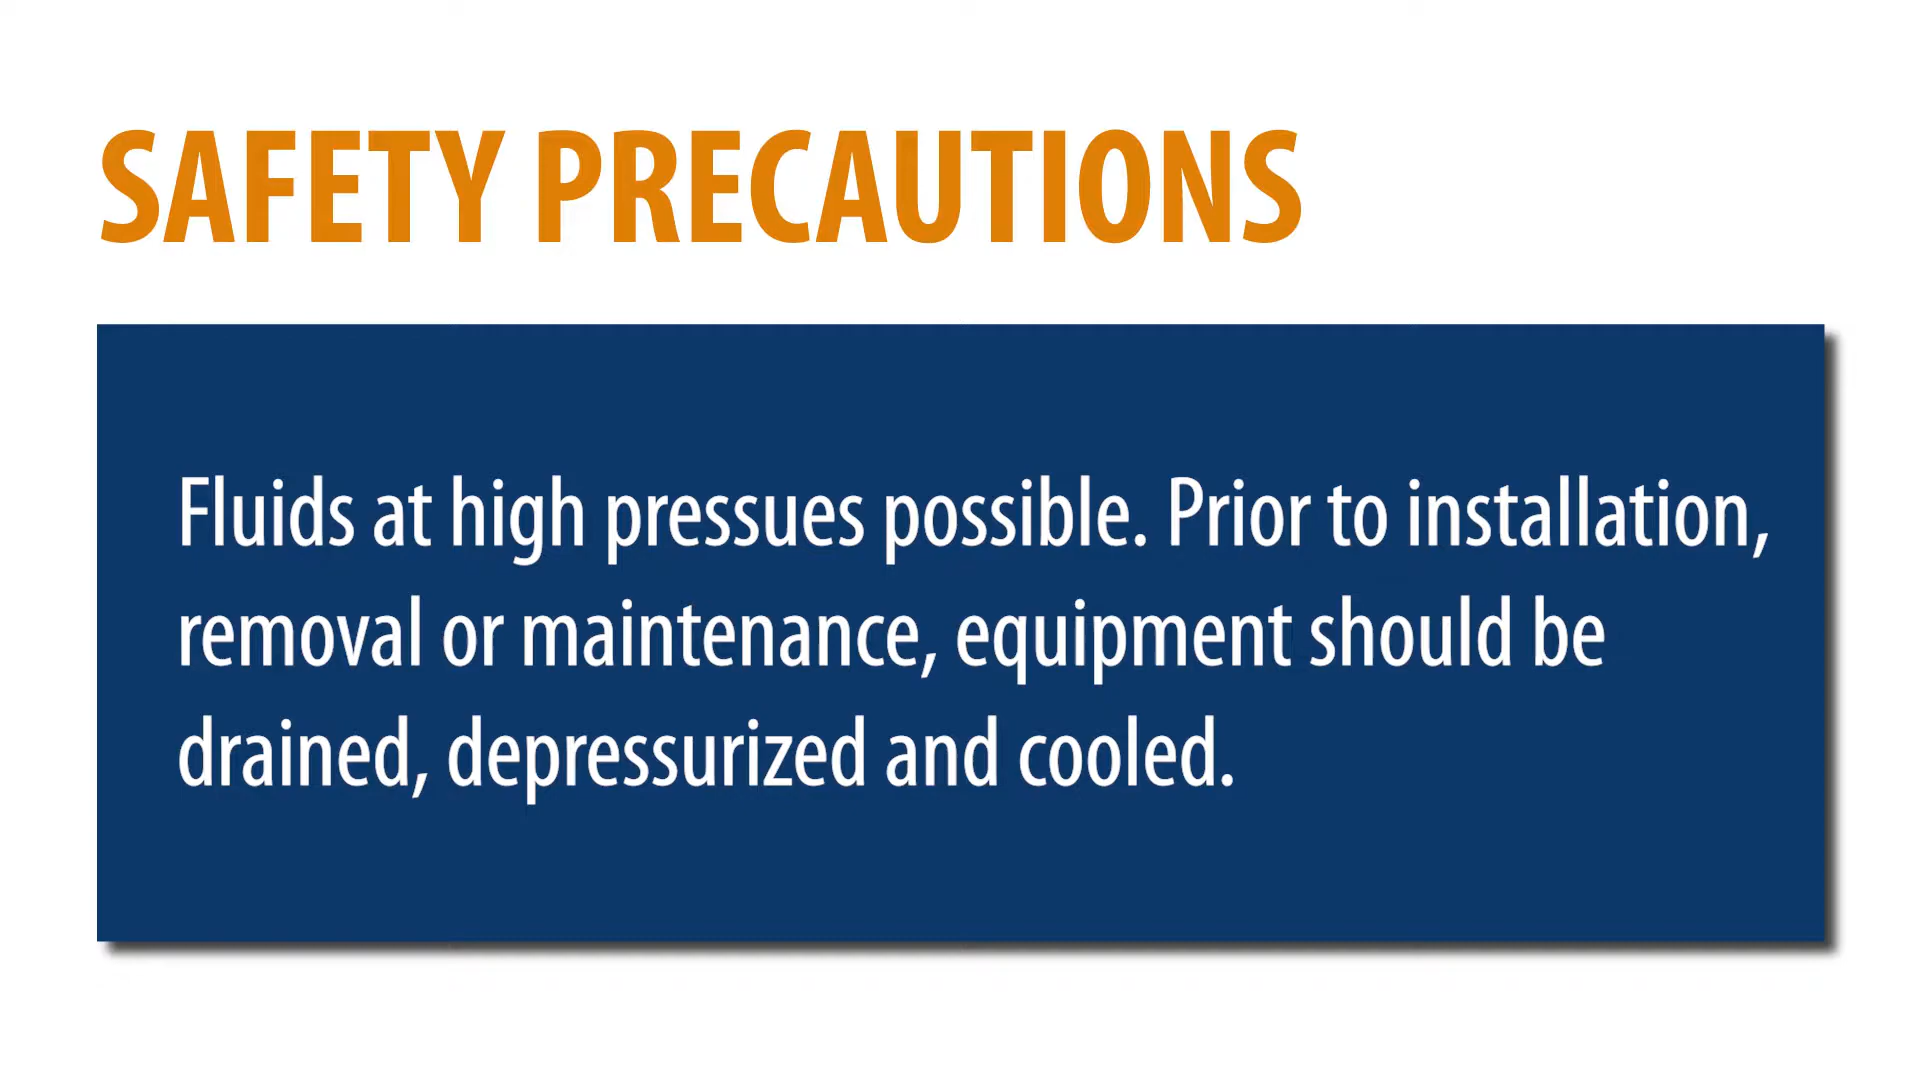 SAFETY PRECAUTIONS
Fluids at high pressues possible. Prior to installation,
removal or maintenance, equipment should be
drained, depressurized and cooled.